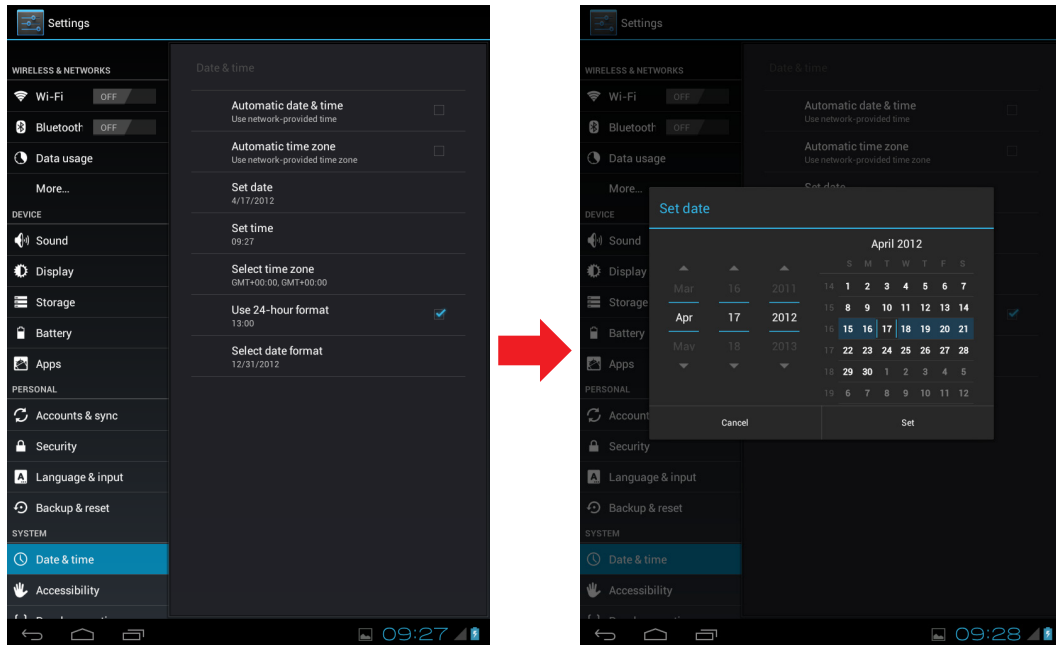 Settings
WIRELESS & NETWORKS
Wi-Fi OFF
Bluetooth OFF
Data usage
More...
DEVICE
Sound
Display
Storage
Battery
Apps
PERSONAL
Accounts & sync
Security
Language & input
Backup & reset
SYSTEM
Date & time
Accessibility
Date & time
Automatic date & time
Use network-provided time
Automatic time zone
Use network-provided time zone
Set date
4/17/2012
Set time
09:27
Select time zone
GMT+00:00, GMT+00:00
Use 24-hour format
13:00
Select date format
12/31/2012
09:27
Settings
WIRELESS & NETWORKS
Wi-Fi OFF
Bluetooth OFF
Data usage
More...
DEVICE
Sound
Display
Storage
Battery
Apps
PERSONAL
Account
Security
Language & input
Backup & reset
SYSTEM
Date & time
Accessibility
Date & time
Automatic date & time
Use network-provided time
Automatic time zone
Use network-provided time zone
Set date
Set date
Mar 16 2011
Apr 17 2012
May 18 2013
April 2012
S M T W T F S
14 1 2 3 4 5 6 7
15 8 9 10 11 12 13 14
16 15 16 17 18 19 20 21
17 22 23 24 25 26 27 28
18 29 30 1 2 3 4 5
19 6 7 8 9 10 11 12
Cancel
Set
09:28